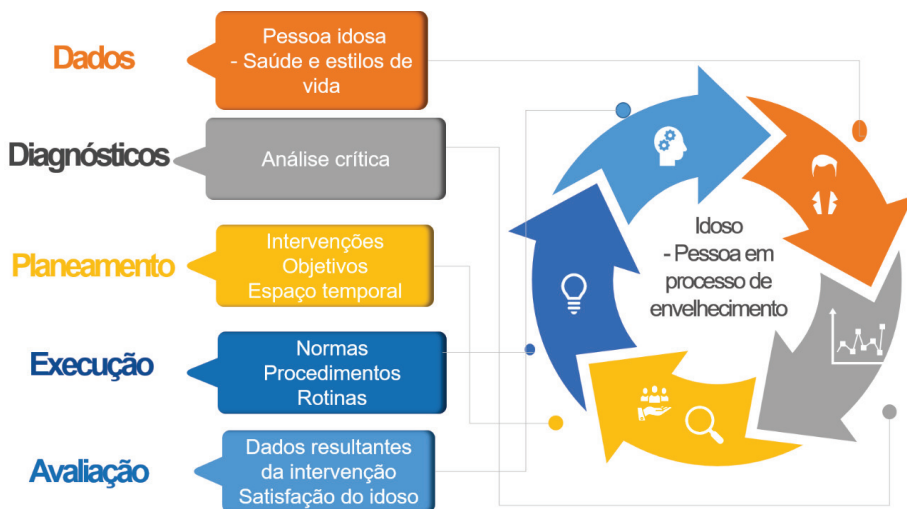 Dados
Pessoa idosa
- Saúde e estilos de
vida
Diagnósticos
Análise crítica
Planeamento
Intervenções
Objetivos
Espaço temporal
Execução
Normas
Procedimentos
Rotinas
Avaliação
Dados resultantes
da intervenção
Satisfação do idoso
Idoso
- Pessoa em
processo de
envelhecimento